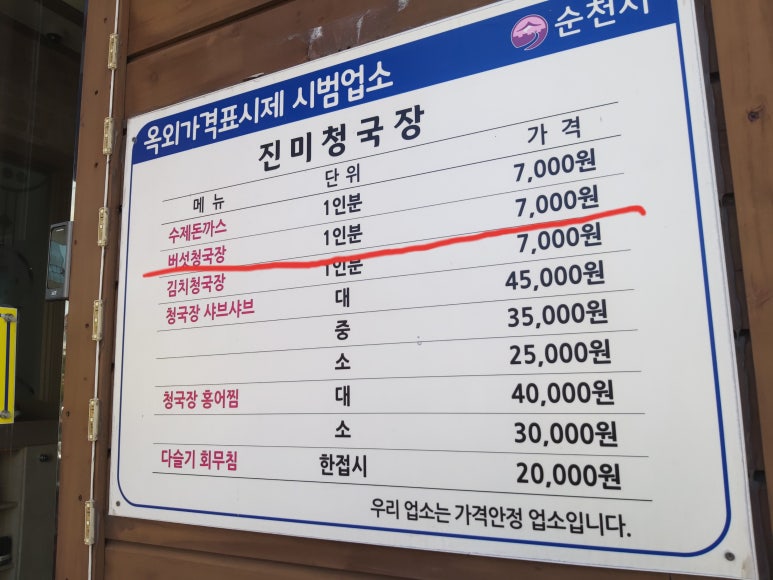 순천시
옥외가격표시제 시범업소
진미청국장
메뉴 단위 가격
수제돈까스 1인분 7,000원
버섯청국장 1인분 7,000원
김치청국장 1인분 7,000원
청국장 샤브샤브 대 45,000원
중 35,000원
소 25,000원
청국장 홍어찜 대 40,000원
소 30,000원
다슬기 회무침 한접시 20,000원
우리 업소는 가격안정 업소입니다.